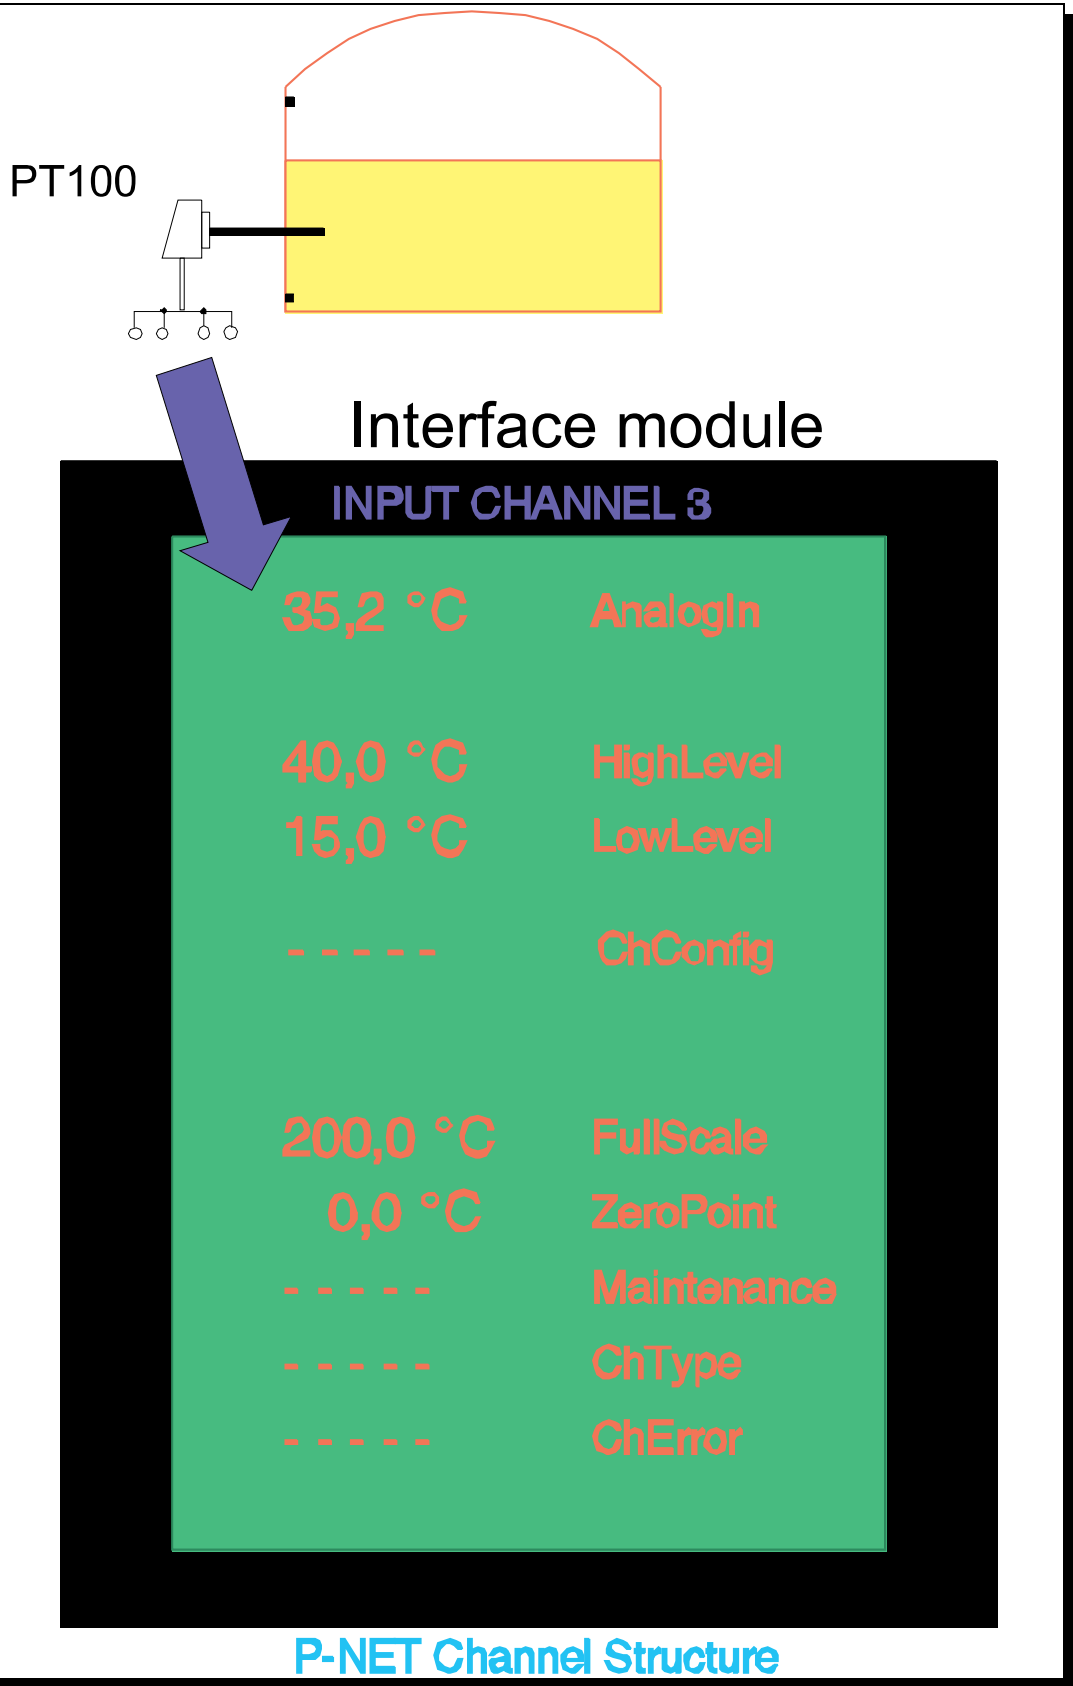 PT100
Interface module
INPUT CHANNEL 3
35,2 °C AnalogIn
40,0 °C HighLevel
15,0 °C LowLevel
- - - - - ChConfig
200,0 °C FullScale
0,0 °C ZeroPoint
- - - - - Maintenance
- - - - - ChType
- - - - - ChError
P-NET Channel Structure